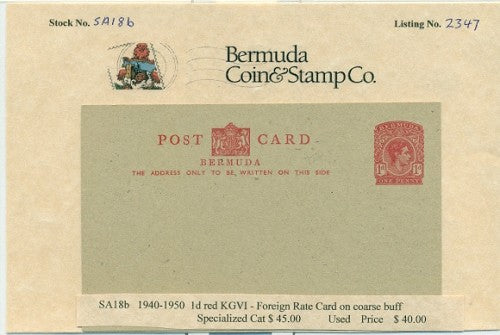 Stock No. SA18b Listing No. 2347
Bermuda
Coin&Stamp Co.
POST CARD
BERMUDA
THE ADDRESS ONLY TO BE WRITTEN ON THIS SIDE
BERMUDA
1d 1d
ONE PENNY
SA18b 1940-1950 1d red KGVI - Foreign Rate Card on coarse buff
Specialized Cat $ 45.00 Used Price $ 40.00